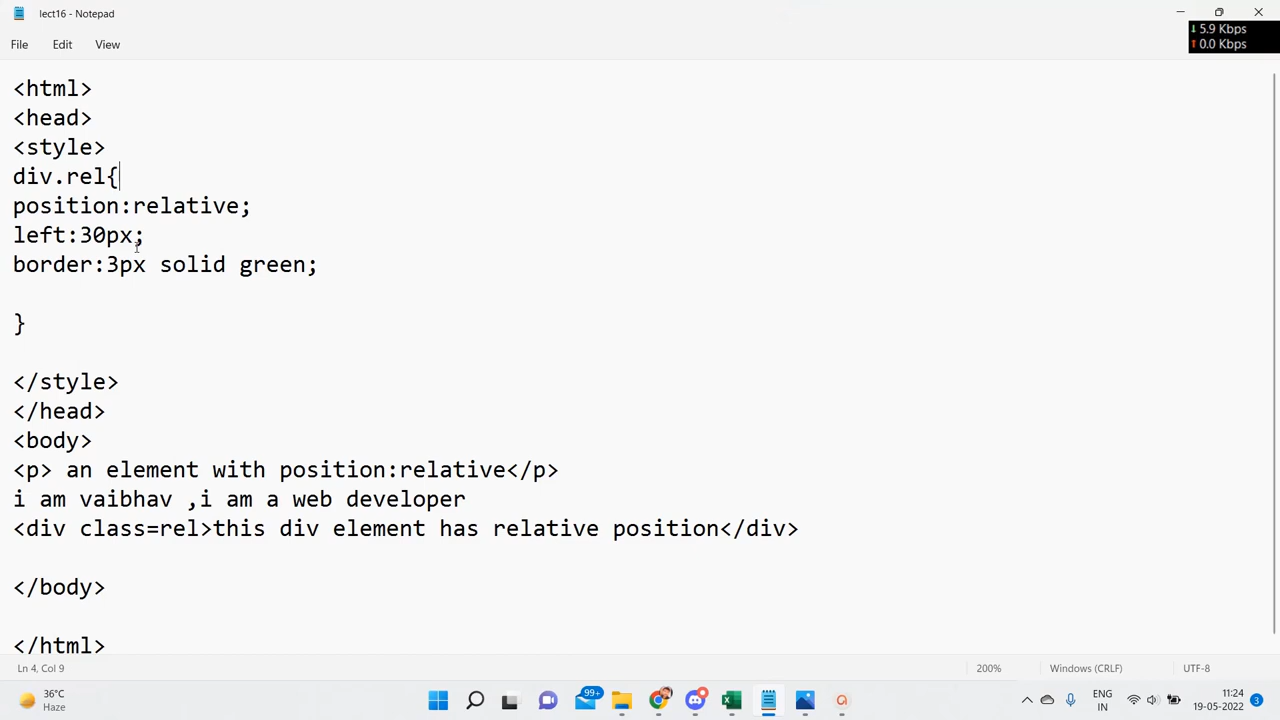 lect16 - Notepad
↓ 5.9 Kbps
↑ 0.0 Kbps
File Edit View
<html>
<head>
<style>
div.rel{
position:relative;
left:30px;
border:3px solid green;
}
</style>
</head>
<body>
<p> an element with position:relative</p>
i am vaibhav ,i am a web developer
<div class=rel>this div element has relative position</div>
</body>
</html>
Ln 4, Col 9 200% Windows (CRLF) UTF-8
36°C
Haze
99+
ENG
IN
11:24
19-05-2022
3